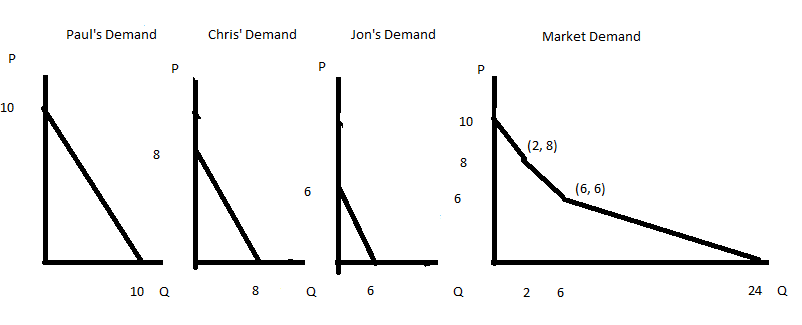 Paul's Demand
Chris' Demand
Jon's Demand
Market Demand
P
P
P
P
10
8
6
10
8
6
(2, 8)
(6, 6)
10
Q
8
Q
6
Q
2
6
24
Q